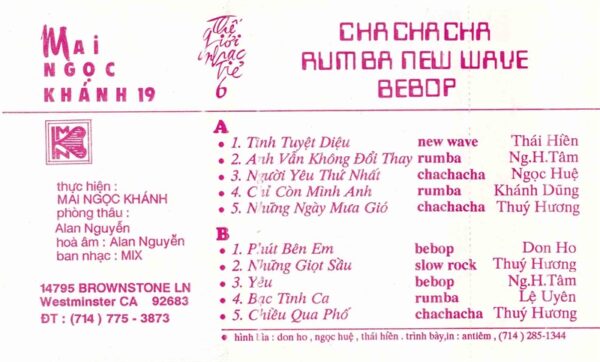 MAI
NGỌC
KHÁNH 19
Thế
giới
nhạc
trẻ
6
CHA CHA CHA
RUMBA NEW WAVE
BEBOP
thực hiện :
MAI NGỌC KHÁNH
phòng thâu :
Alan Nguyễn
hoà âm : Alan Nguyễn
ban nhạc : MIX
14795 BROWNSTONE LN
Westminster CA 92683
ĐT : (714 ) 775 - 3873
A
• 1. Tình Tuyệt Diệu new wave Thái Hiền
• 2. Anh Vẫn Không Đổi Thay rumba Ng.H.Tâm
• 3. Người Yêu Thứ Nhất chachacha Ngọc Huệ
• 4. Chỉ Còn Mình Anh rumba Khánh Dũng
• 5. Những Ngày Mưa Gió chachacha Thuý Hương
B
• 1. Phút Bên Em bebop Don Ho
• 2. Những Giọt Sầu slow rock Thuý Hương
• 3. Yêu bebop Ng.H.Tâm
• 4. Bạc Tình Ca rumba Lệ Uyên
• 5. Chiều Qua Phố chachacha Thuý Hương
• hình bìa : don ho , ngọc huệ , thái hiền . trình bày,in : antiêm , (714 ) 285-1344